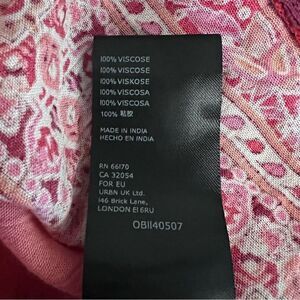 100% VISCOSE
100% VISCOSE
100% VISKOSE
100% VISCOSA
100% VISCOSA
100% 粘胶
MADE IN INDIA
HECHO EN INDIA
RN 66170
CA 32054
FOR EU
URBN UK Ltd.
146 Brick Lane,
LONDON E1 6RU
OB1140507